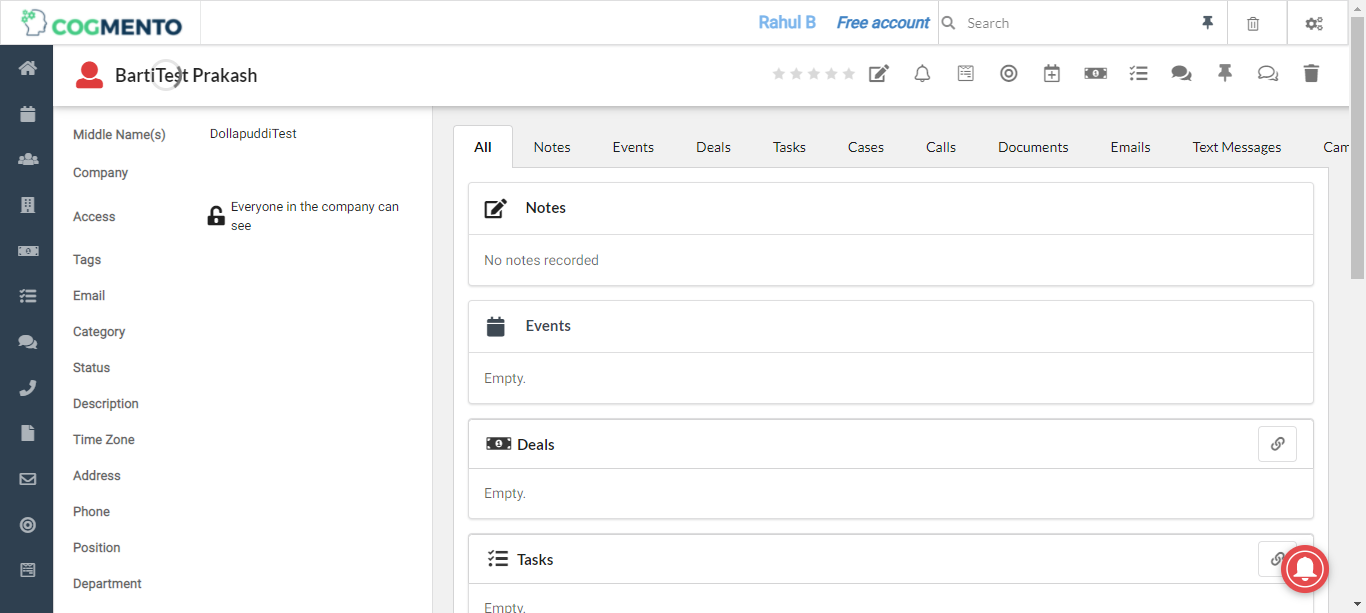 COGMENTO
Rahul B
Free account
Search
BartiTest Prakash
Middle Name(s)
DollapuddiTest
Company
Access
Everyone in the company can
see
Tags
Email
Category
Status
Description
Time Zone
Address
Phone
Position
Department
All
Notes
Events
Deals
Tasks
Cases
Calls
Documents
Emails
Text Messages
Cam
Notes
No notes recorded
Events
Empty.
Deals
Empty.
Tasks
Empty.